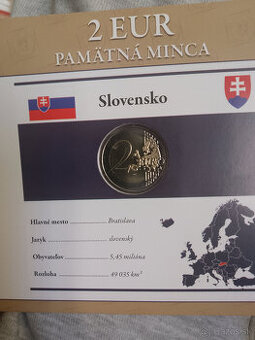 2 EUR
PAMÄTNÁ MINCA
Slovensko
2
Hlavné mesto .................... Bratislava
Jazyk .................... slovenský
Obyvateľov .................... 5,45 milióna
Rozloha .................... 49 035 km²